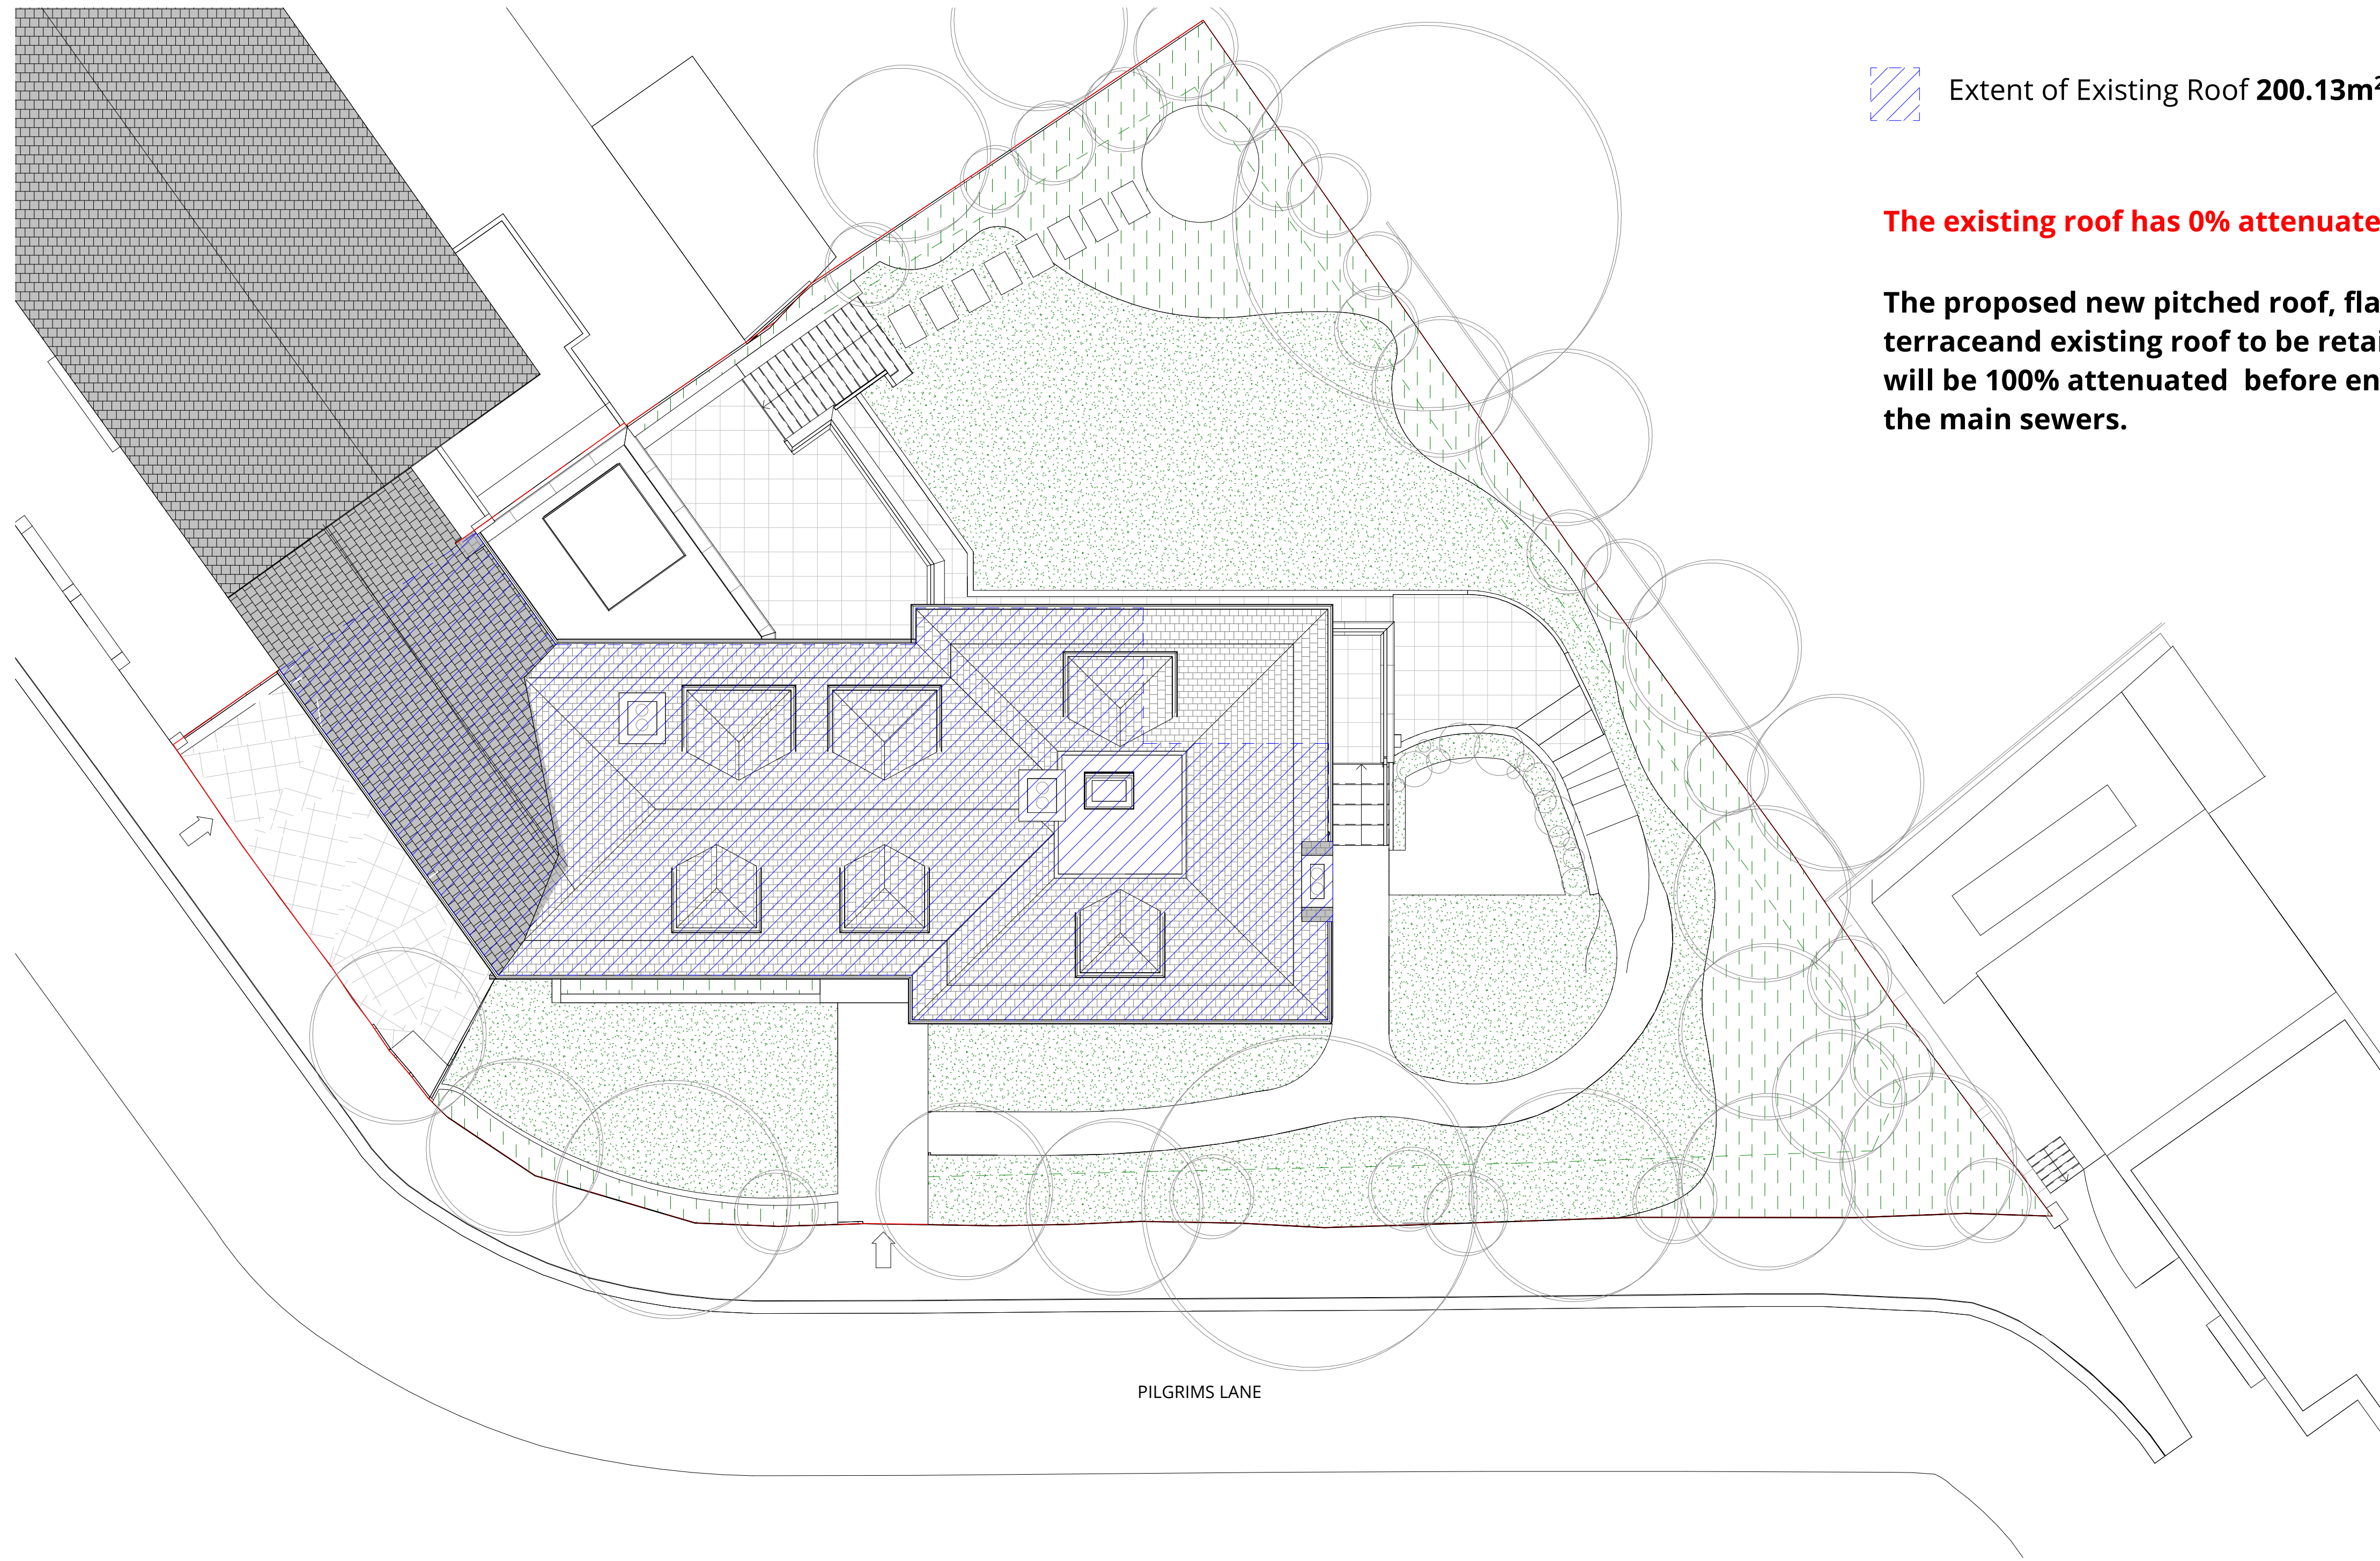 Extent of Existing Roof 200.13m²
The existing roof has 0% attenuate
The proposed new pitched roof, fla
terraceand existing roof to be retai
will be 100% attenuated  before en
the main sewers.
PILGRIMS LANE